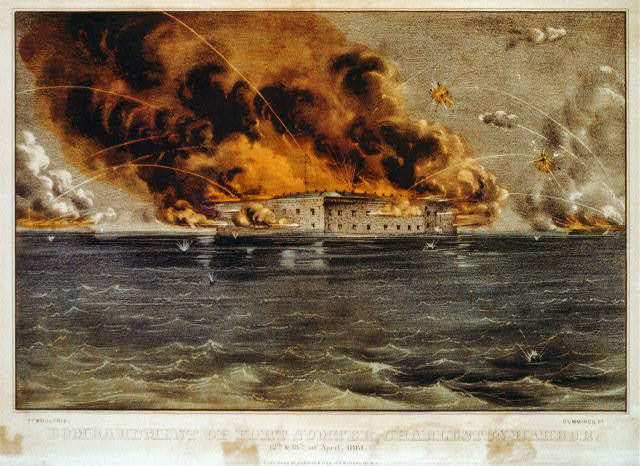 FT MOULTRIE.
CUMMINGS PT.
BOMBARDMENT OF FORT SUMTER, CHARLESTON HARBOR.
12TH & 13TH of April, 1861.